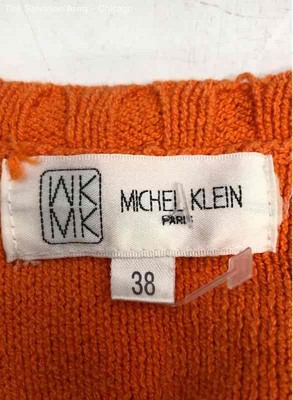 The Salvation Army - Chicago
MK
MK
MICHEL KLEIN
PARIS
38